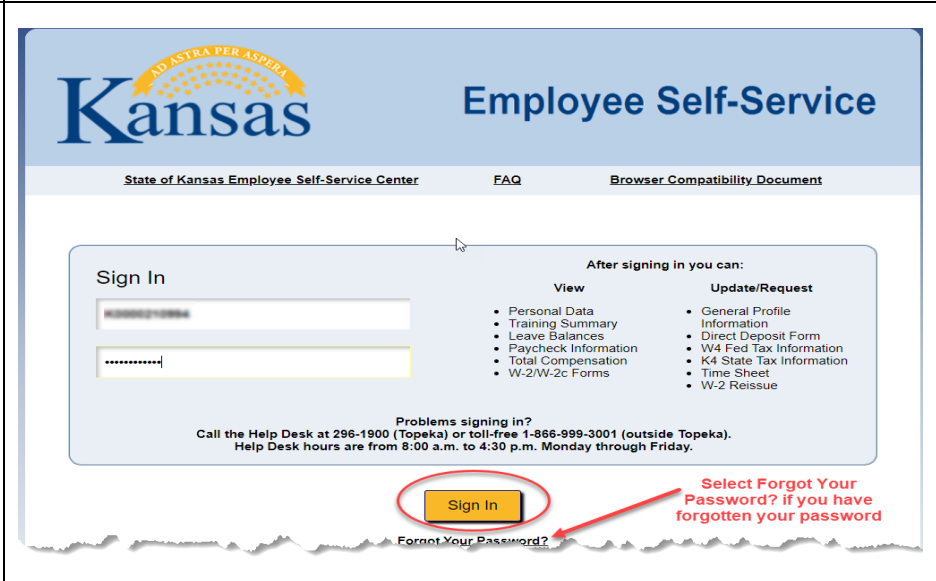 AD ASTRA PER ASPERA
Kansas
Employee Self-Service
State of Kansas Employee Self-Service Center FAQ Browser Compatibility Document
Sign In
After signing in you can:
View
• Personal Data
• Training Summary
• Leave Balances
• Paycheck Information
• Total Compensation
• W-2/W-2c Forms
Update/Request
• General Profile
Information
• Direct Deposit Form
• W4 Fed Tax Information
• K4 State Tax Information
• Time Sheet
• W-2 Reissue
Problems signing in?
Call the Help Desk at 296-1900 (Topeka) or toll-free 1-866-999-3001 (outside Topeka).
Help Desk hours are from 8:00 a.m. to 4:30 p.m. Monday through Friday.
Sign In
Select Forgot Your
Password? if you have
forgotten your password
Forgot Your Password?